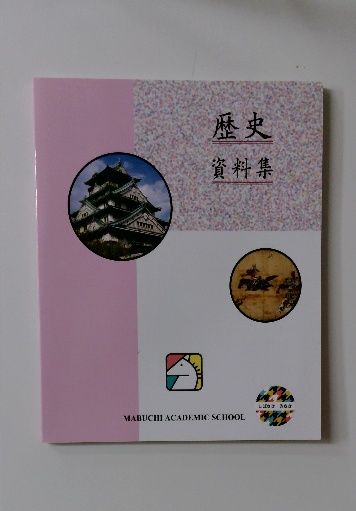 歴史
資料集
MABUCHI ACADEMIC SCHOOL